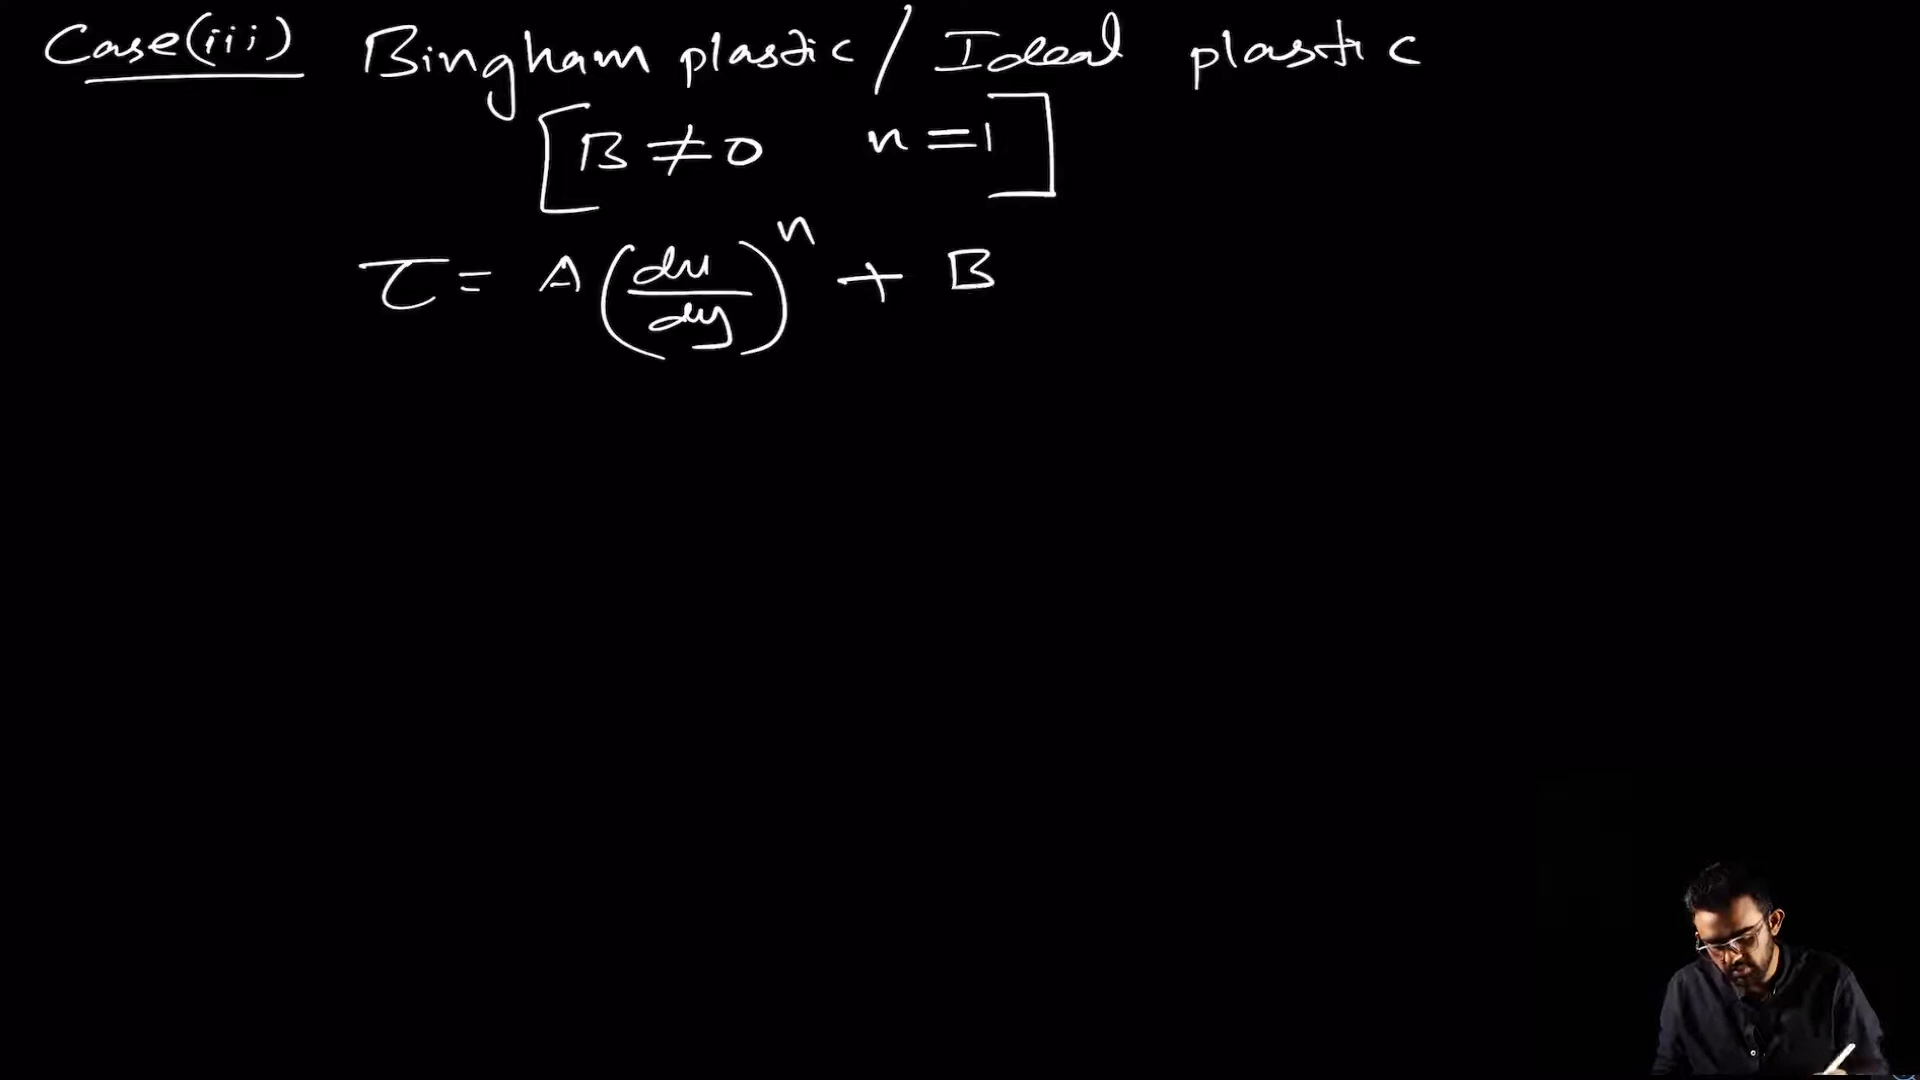 Case(iii) Bingham plastic / Ideal plastic
[B ≠ 0 n = 1]
τ = A(du/dy)^n + B